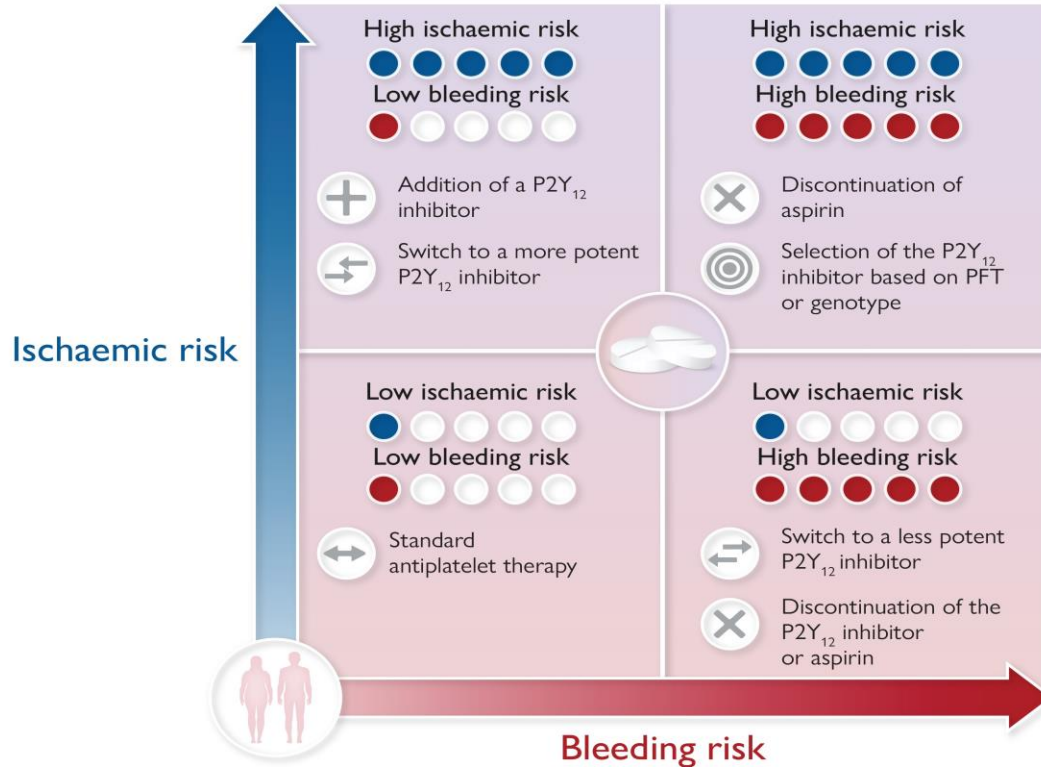 High ischaemic risk
Low bleeding risk
Addition of a P2Y₁₂
inhibitor
Switch to a more potent
P2Y₁₂ inhibitor
High ischaemic risk
High bleeding risk
Discontinuation of
aspirin
Selection of the P2Y₁₂
inhibitor based on PFT
or genotype
Ischaemic risk
Low ischaemic risk
Low bleeding risk
Standard
antiplatelet therapy
Low ischaemic risk
High bleeding risk
Switch to a less potent
P2Y₁₂ inhibitor
Discontinuation of the
P2Y₁₂ inhibitor
or aspirin
Bleeding risk